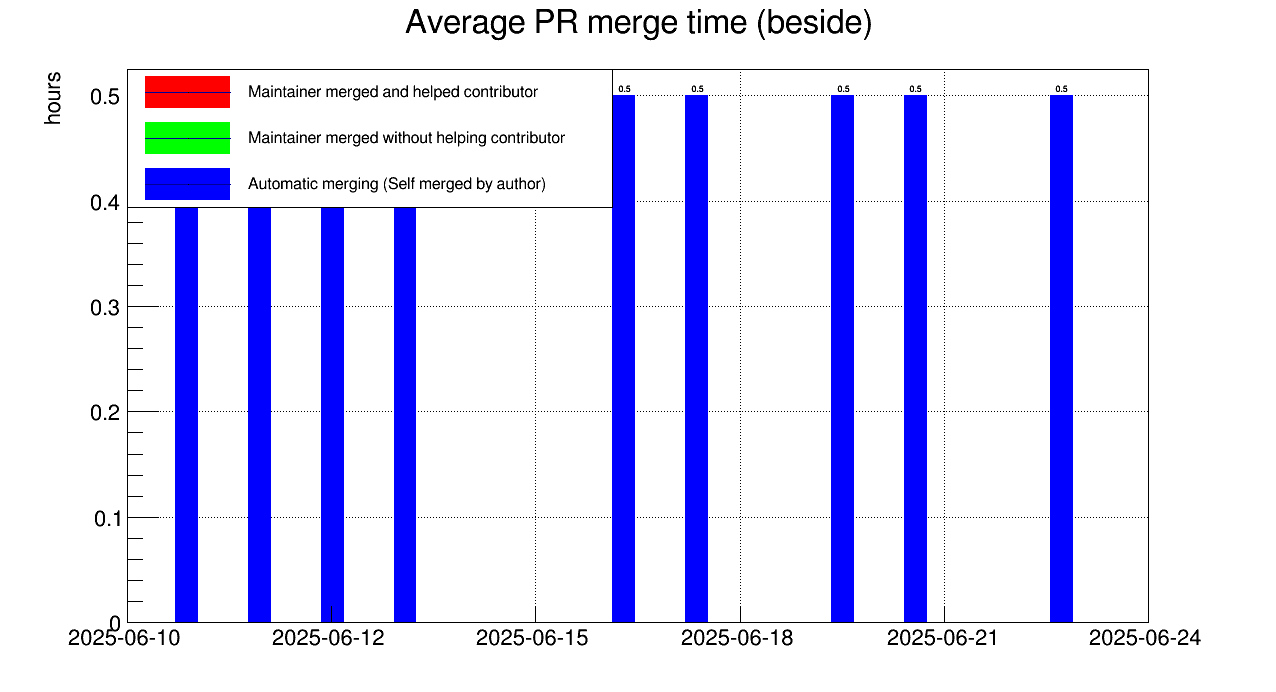 Average PR merge time (beside)
hours
Maintainer merged and helped contributor
Maintainer merged without helping contributor
Automatic merging (Self merged by author)
0.5 0.5 0.5 0.5 0.5
0.5
0.4
0.3
0.2
0.1
0
2025-06-10 2025-06-12 2025-06-15 2025-06-18 2025-06-21 2025-06-24